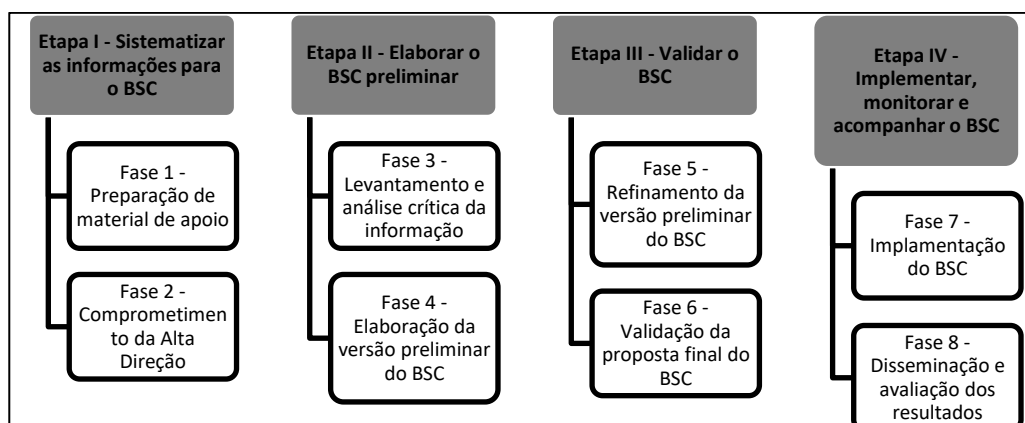 Etapa I - Sistematizar
as informações para
o BSC
Fase 1 -
Preparação de
material de apoio
Fase 2 -
Comprometimen
to da Alta
Direção
Etapa II - Elaborar o
BSC preliminar
Fase 3 -
Levantamento e
análise crítica da
informação
Fase 4 -
Elaboração da
versão preliminar
do BSC
Etapa III - Validar o
BSC
Fase 5 -
Refinamento da
versão preliminar
do BSC
Fase 6 -
Validação da
proposta final do
BSC
Etapa IV -
Implementar,
monitorar e
acompanhar o BSC
Fase 7 -
Implamentação
do BSC
Fase 8 -
Disseminação e
avaliação dos
resultados